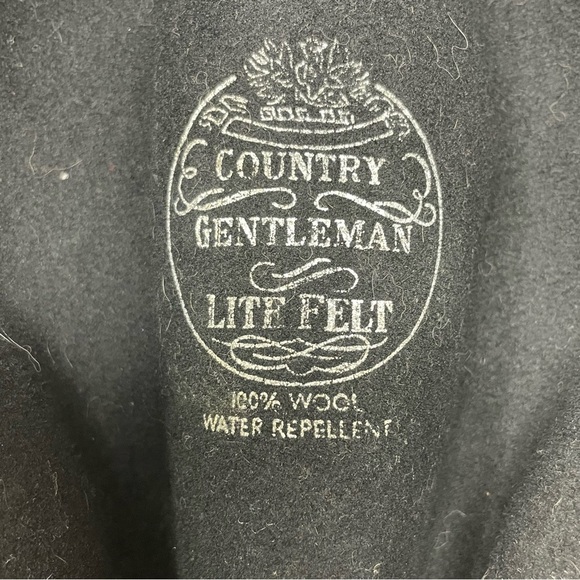 COUNTRY
GENTLEMAN
LITE FELT
100% WOOL
WATER REPELLENT